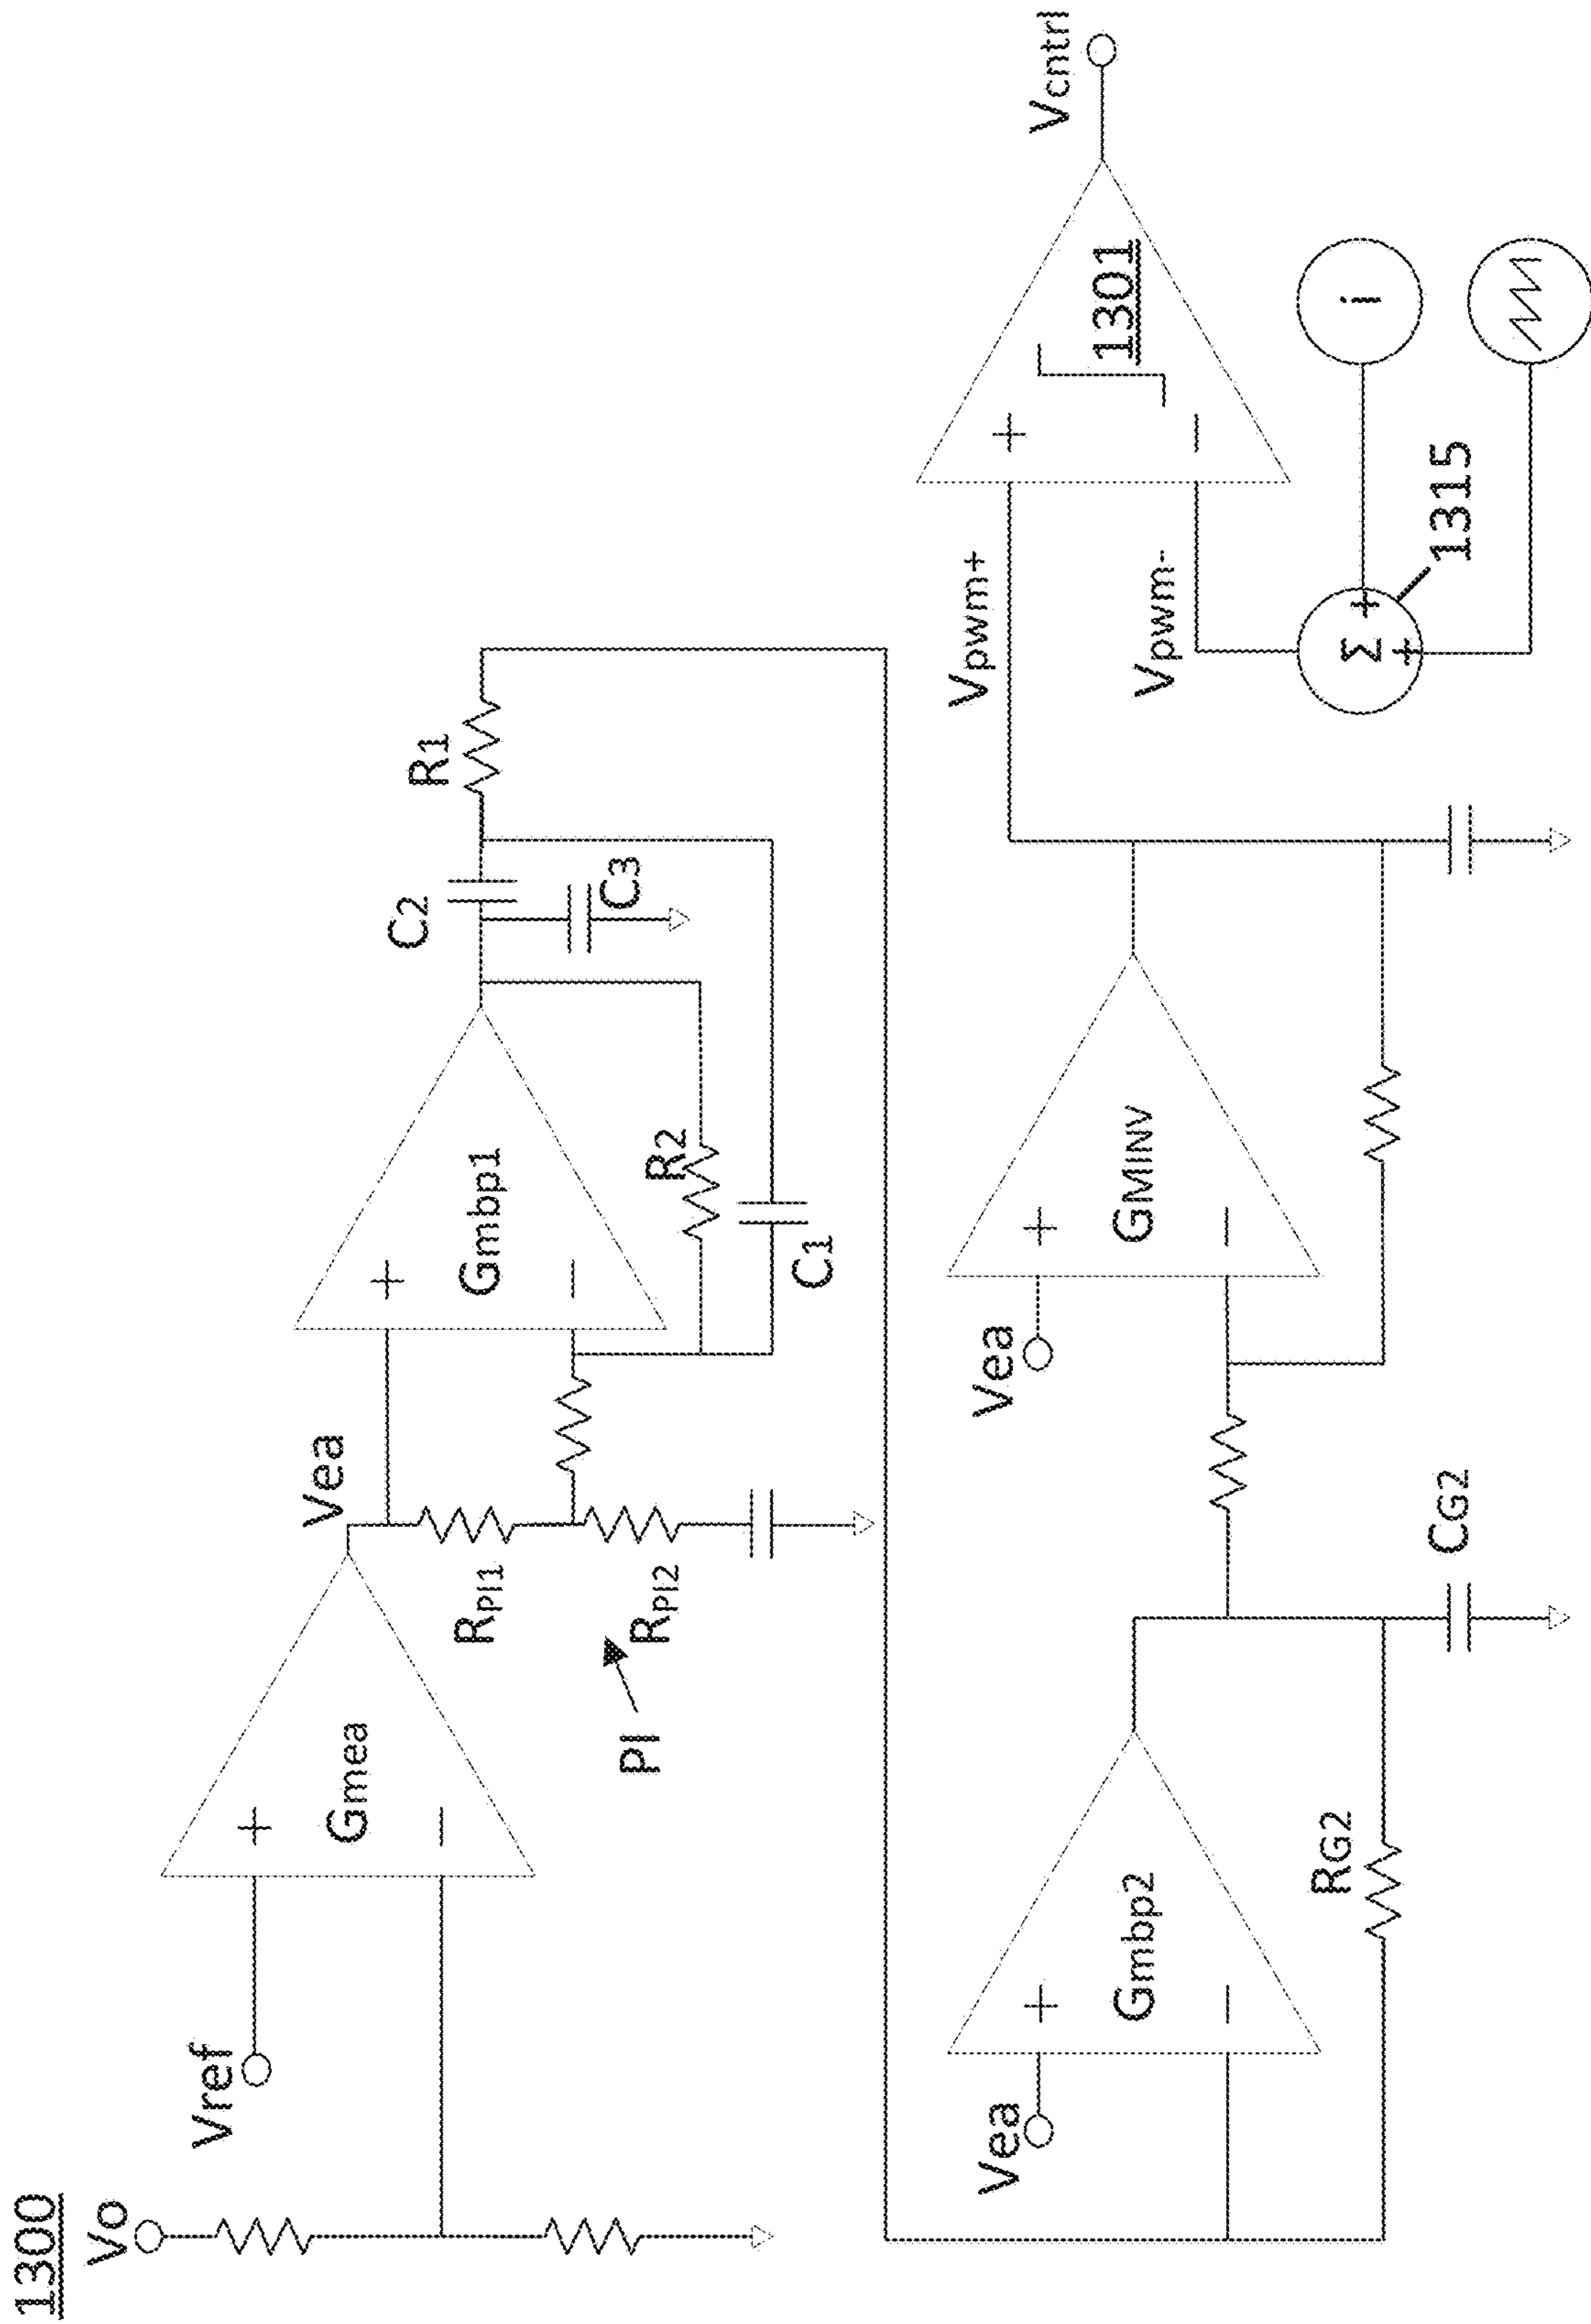 1300
Vo
Vref
Gmea
Vea
RPI1
RPI2
PI
Gmbp1
R2
C1
C2
C3
R1
Vea
Gmbp2
RG2
CG2
Vea
GMINV
Vpwm+
Vpwm-
1301
Vcntrl
Σ
1315
i